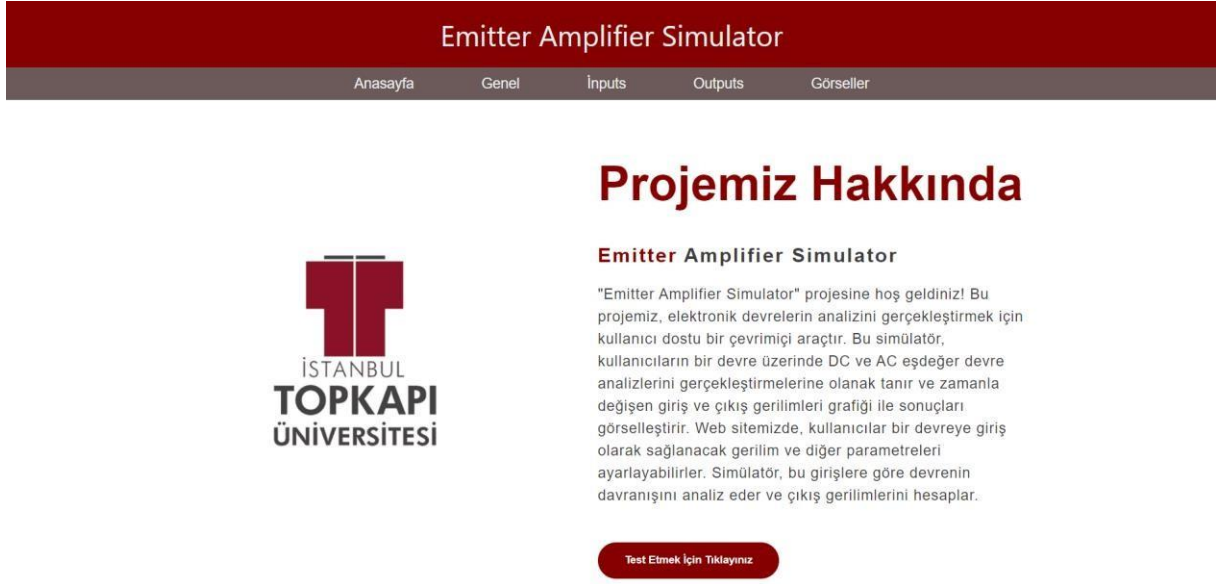 Emitter Amplifier Simulator
Anasayfa Genel İnputs Outputs Görseller
Projemiz Hakkında
Emitter Amplifier Simulator
"Emitter Amplifier Simulator" projesine hoş geldiniz! Bu
projemiz, elektronik devrelerin analizini gerçekleştirmek için
kullanıcı dostu bir çevrimiçi araçtır. Bu simülatör,
kullanıcıların bir devre üzerinde DC ve AC eşdeğer devre
analizlerini gerçekleştirmelerine olanak tanır ve zamanla
değişen giriş ve çıkış gerilimleri grafiği ile sonuçları
görselleştirir. Web sitemizde, kullanıcılar bir devreye giriş
olarak sağlanacak gerilim ve diğer parametreleri
ayarlayabilirler. Simülatör, bu girişlere göre devrenin
davranışını analiz eder ve çıkış gerilimlerini hesaplar.
Test Etmek İçin Tıklayınız
İSTANBUL
TOPKAPI
ÜNİVERSİTESİ